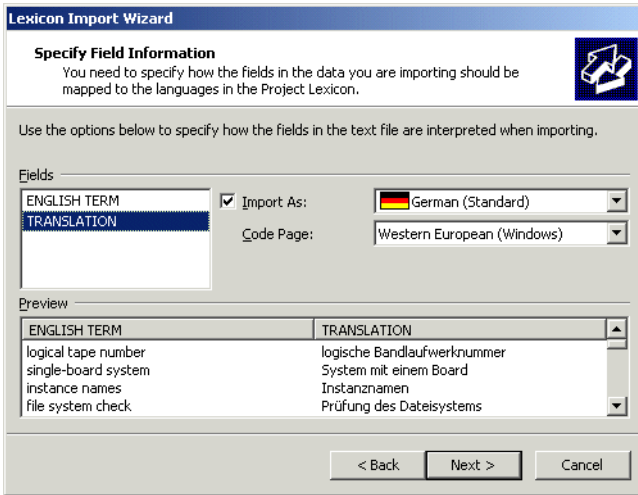 Lexicon Import Wizard
Specify Field Information
You need to specify how the fields in the data you are importing should be
mapped to the languages in the Project Lexicon.
Use the options below to specify how the fields in the text file are interpreted when importing.
Fields
ENGLISH TERM
TRANSLATION
Import As:
German (Standard)
Code Page:
Western European (Windows)
Preview
ENGLISH TERM TRANSLATION
logical tape number logische Bandlaufwerknummer
single-board system System mit einem Board
instance names Instanznamen
file system check Prüfung des Dateisystems
< Back Next > Cancel